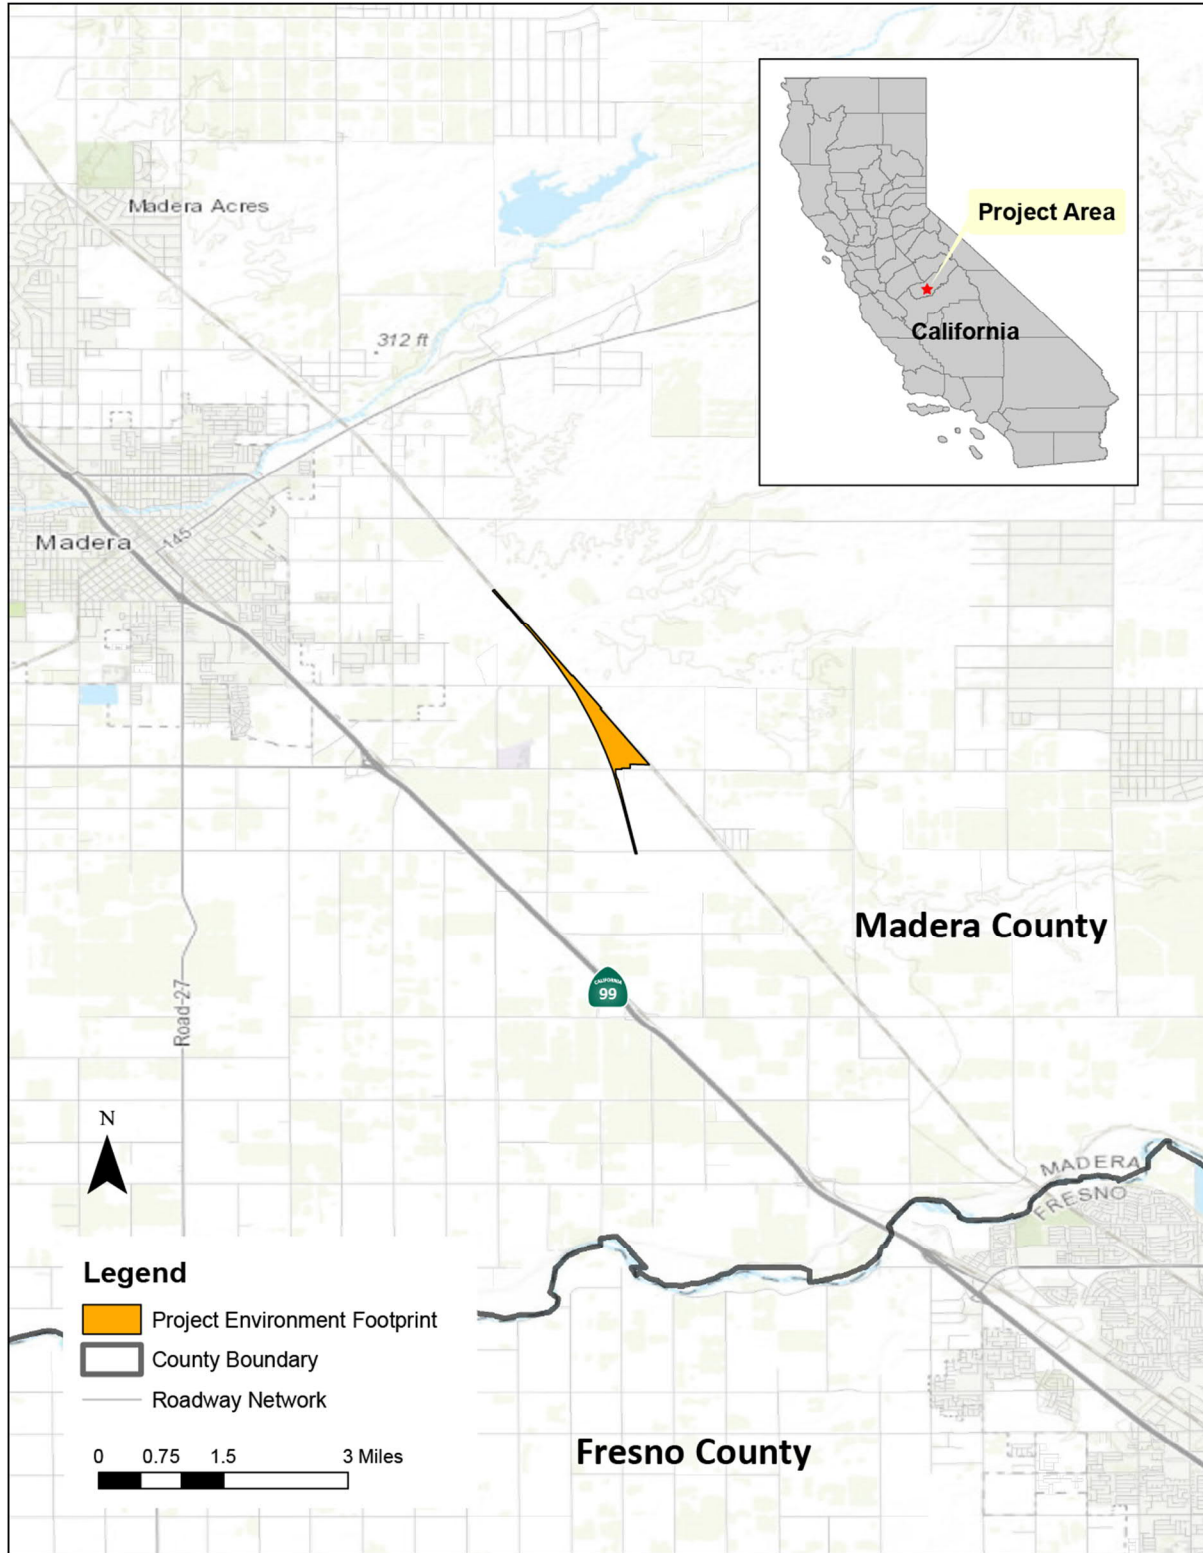 Madera Acres
Project Area
California
312 ft
Madera
145
Madera County
CALIFORNIA
99
Road-27
N
MADERA
FRESNO
Legend
Project Environment Footprint
County Boundary
Roadway Network
0 0.75 1.5 3 Miles
Fresno County